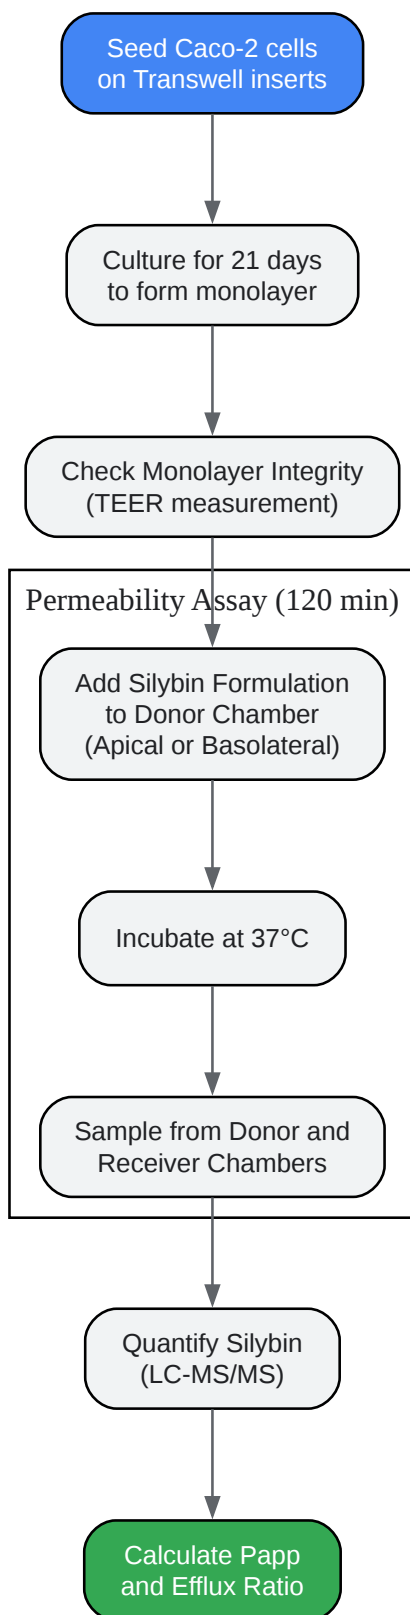 Seed Caco-2 cells
on Transwell inserts
Culture for 21 days
to form monolayer
Check Monolayer Integrity
(TEER measurement)
Permeability Assay (120 min)
Add Silybin Formulation
to Donor Chamber
(Apical or Basolateral)
Incubate at 37°C
Sample from Donor and
Receiver Chambers
Quantify Silybin
(LC-MS/MS)
Calculate Papp
and Efflux Ratio